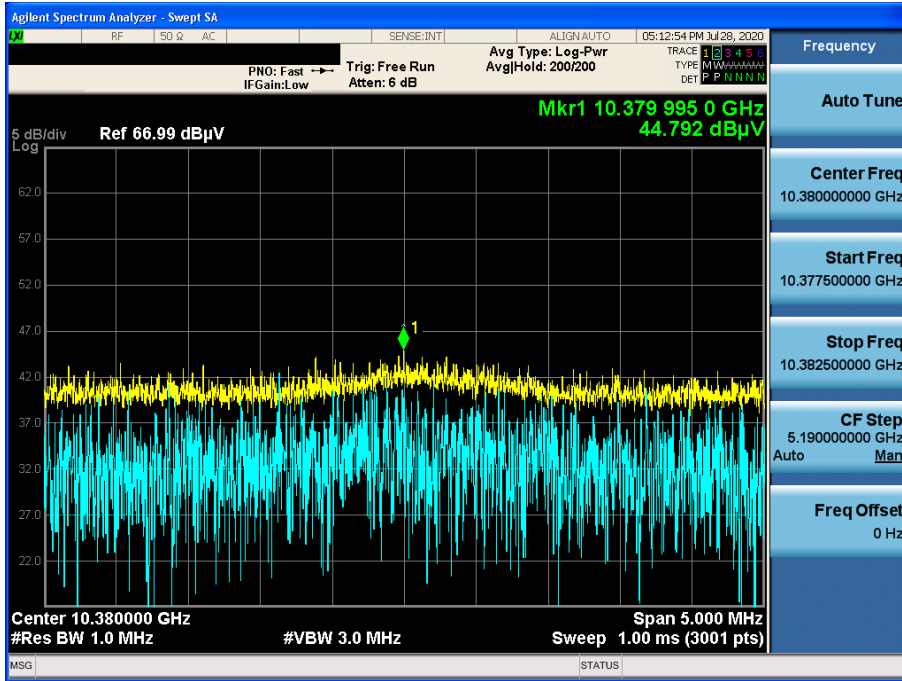 Agilent Spectrum Analyzer - Swept SA
LXI RF 50 Ω AC SENSE:INT ALIGN AUTO 05:12:54 PM Jul 28, 2020
Frequency
PNO: Fast
IFGain:Low
Trig: Free Run
Atten: 6 dB
Avg Type: Log-Pwr
Avg|Hold: 200/200
TRACE 1 2 3 4 5 6
TYPE M W
DET P P N N N N
Mkr1 10.379 995 0 GHz
44.792 dBµV
5 dB/div
Log
Ref 66.99 dBµV
62.0
57.0
52.0
47.0
42.0
37.0
32.0
27.0
22.0
1
Center 10.380000 GHz
Span 5.000 MHz
#Res BW 1.0 MHz
#VBW 3.0 MHz
Sweep 1.00 ms (3001 pts)
Auto Tune
Center Freq
10.380000000 GHz
Start Freq
10.377500000 GHz
Stop Freq
10.382500000 GHz
CF Step
5.190000000 GHz
Auto Man
Freq Offset
0 Hz
MSG
STATUS